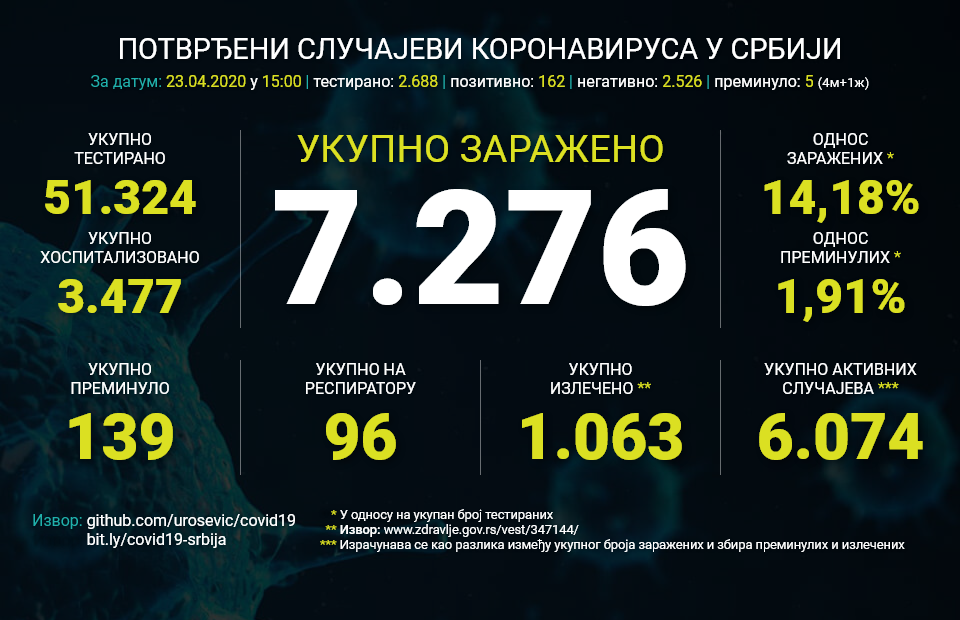 ПОТВРЂЕНИ СЛУЧАЈЕВИ КОРОНАВИРУСА У СРБИЈИ
За датум: 23.04.2020 у 15:00 | тестирано: 2.688 | позитивно: 162 | негативно: 2.526 | преминуло: 5 (4м+1ж)
УКУПНО
ТЕСТИРАНО
51.324
УКУПНО
ХОСПИТАЛИЗОВАНО
3.477
УКУПНО ЗАРАЖЕНО
7.276
ОДНОС
ЗАРАЖЕНИХ *
14,18%
ОДНОС
ПРЕМИНУЛИХ *
1,91%
УКУПНО
ПРЕМИНУЛО
139
УКУПНО НА
РЕСПИРАТОРУ
96
УКУПНО
ИЗЛЕЧЕНО **
1.063
УКУПНО АКТИВНИХ
СЛУЧАЈЕВА ***
6.074
Извор: github.com/urosevic/covid19
bit.ly/covid19-srbija
* У односу на укупан број тестираних
** Извор: www.zdravlje.gov.rs/vest/347144/
*** Израчунава се као разлика између укупног броја заражених и збира преминулих и излечених